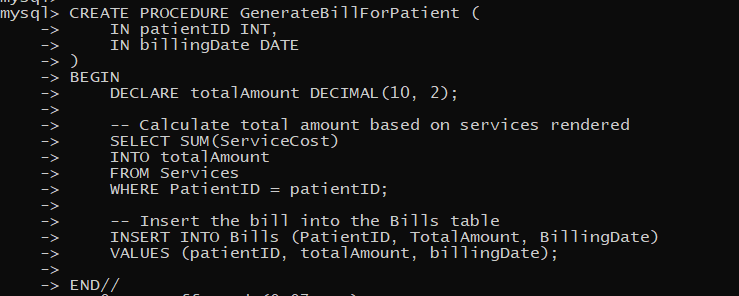 mysql>
mysql> CREATE PROCEDURE GenerateBillForPatient (
    ->     IN patientID INT,
    ->     IN billingDate DATE
    -> )
    -> BEGIN
    ->     DECLARE totalAmount DECIMAL(10, 2);
    ->
    ->     -- Calculate total amount based on services rendered
    ->     SELECT SUM(ServiceCost)
    ->     INTO totalAmount
    ->     FROM Services
    ->     WHERE PatientID = patientID;
    ->
    ->     -- Insert the bill into the Bills table
    ->     INSERT INTO Bills (PatientID, TotalAmount, BillingDate)
    ->     VALUES (patientID, totalAmount, billingDate);
    ->
    -> END//